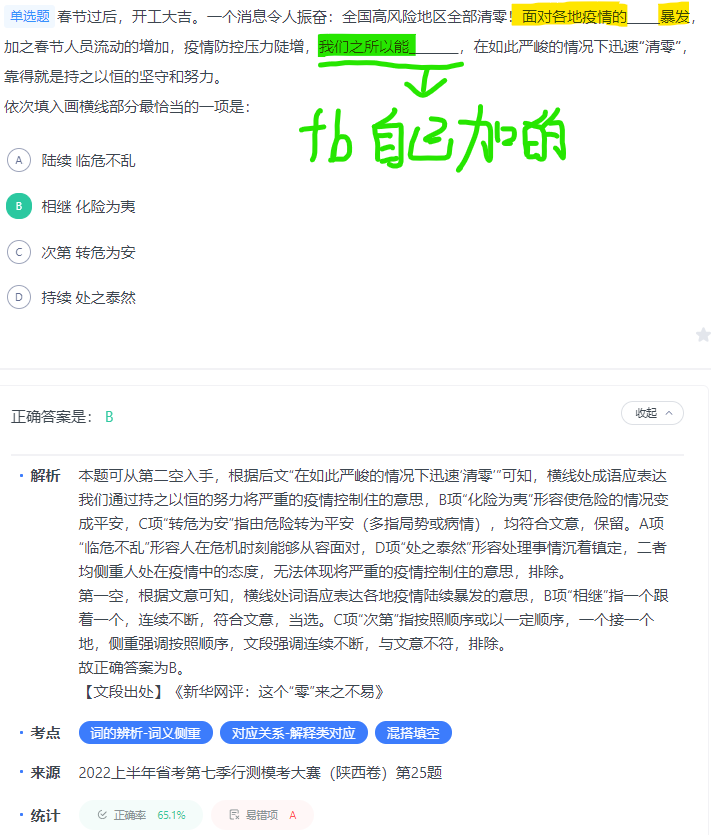 单选题 春节过后，开工大吉。一个消息令人振奋：全国高风险地区全部清零！面对各地疫情的____暴发，
加之春节人员流动的增加，疫情防控压力陡增，我们之所以能______，在如此严峻的情况下迅速“清零”，
靠得就是持之以恒的坚守和努力。
依次填入画横线部分最恰当的一项是：
fb自己加的
A 陆续 临危不乱
B 相继 化险为夷
C 次第 转危为安
D 持续 处之泰然
正确答案是： B
收起
· 解析 本题可从第二空入手，根据后文“在如此严峻的情况下迅速‘清零’”可知，横线处成语应表达
我们通过持之以恒的努力将严重的疫情控制住的意思，B项“化险为夷”形容使危险的情况变
成平安，C项“转危为安”指由危险转为平安（多指局势或病情），均符合文意，保留。A项
“临危不乱”形容人在危机时刻能够从容面对，D项“处之泰然”形容处理事情沉着镇定，二者
均侧重人处在疫情中的态度，无法体现将严重的疫情控制住的意思，排除。
第一空，根据文意可知，横线处词语应表达各地疫情陆续暴发的意思，B项“相继”指一个跟
着一个，连续不断，符合文意，当选。C项“次第”指按照顺序或以一定顺序，一个接一个
地，侧重强调按照顺序，文段强调连续不断，与文意不符，排除。
故正确答案为B。
【文段出处】《新华网评：这个“零”来之不易》
· 考点 词的辨析-词义侧重 对应关系-解释类对应 混搭填空
· 来源 2022上半年省考第七季行测模考大赛（陕西卷）第25题
· 统计 正确率 65.1% 易错项 A